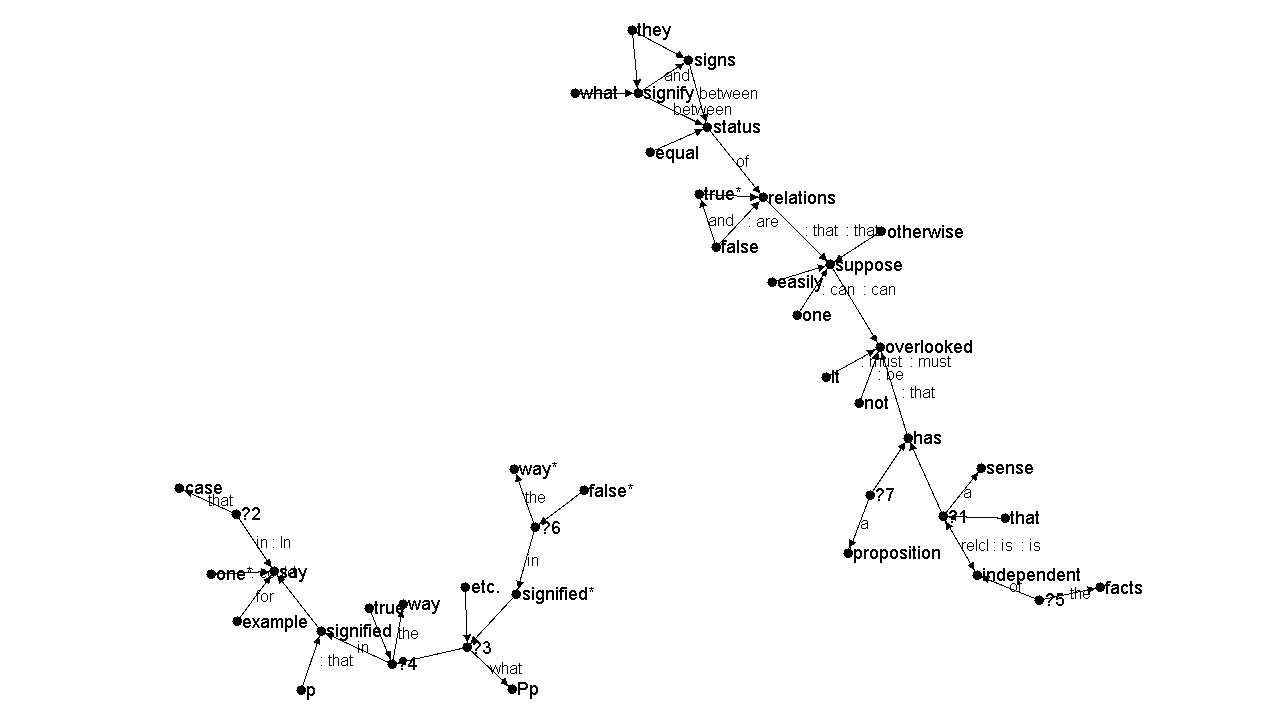 they
signs
and
what
signify
between
between
status
equal
of
true*
relations
and
: are
false
: that : that
otherwise
suppose
easily
: can : can
one
overlooked
: must : must
It
: be
not
: that
has
way*
sense
case
that
the
false*
?7
a
?2
?1
that
?6
a
in : In
relcl : is : is
in
proposition
one*
say
independent
of
etc.
signified*
?5
the
facts
for
true
way
example
signified
the
in
?3
: that
?4
what
p
Pp